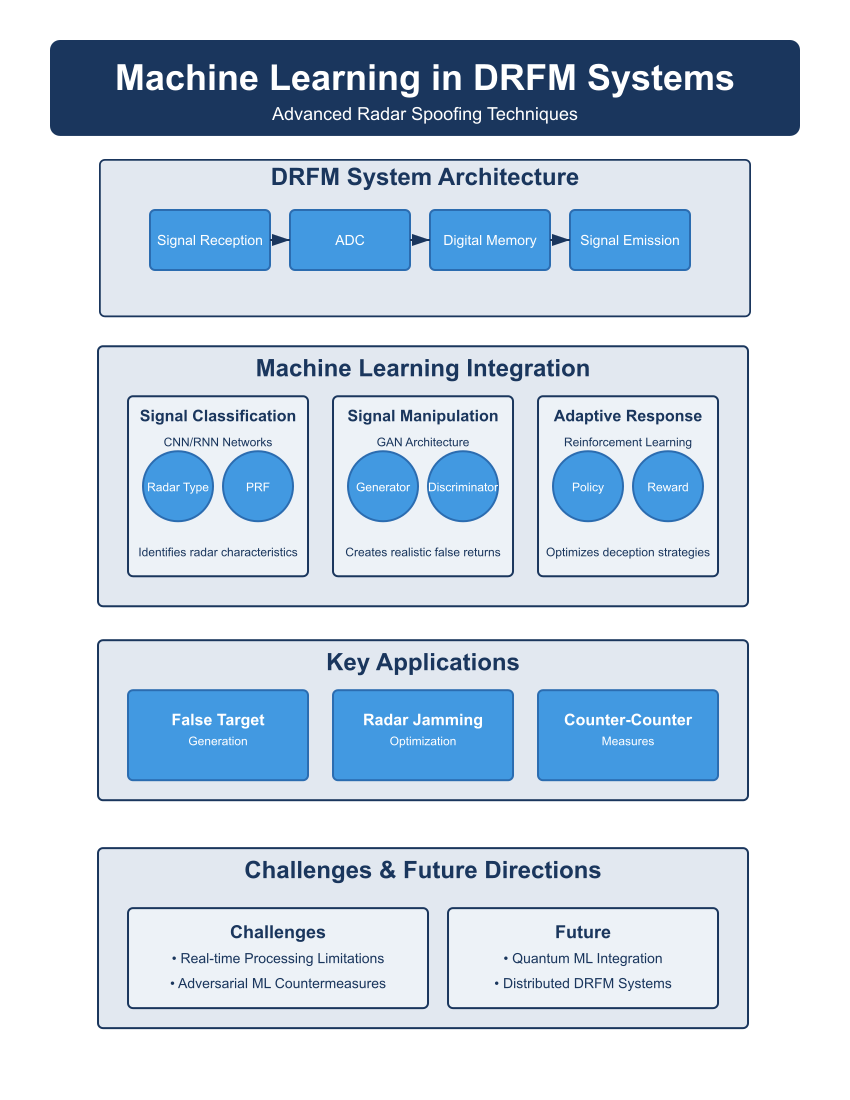 Machine Learning in DRFM Systems
Advanced Radar Spoofing Techniques
DRFM System Architecture
Signal Reception
ADC
Digital Memory
Signal Emission
Machine Learning Integration
Signal Classification
CNN/RNN Networks
Radar Type
PRF
Identifies radar characteristics
Signal Manipulation
GAN Architecture
Generator
Discriminator
Creates realistic false returns
Adaptive Response
Reinforcement Learning
Policy
Reward
Optimizes deception strategies
Key Applications
False Target
Generation
Radar Jamming
Optimization
Counter-Counter
Measures
Challenges & Future Directions
Challenges
• Real-time Processing Limitations
• Adversarial ML Countermeasures
Future
• Quantum ML Integration
• Distributed DRFM Systems